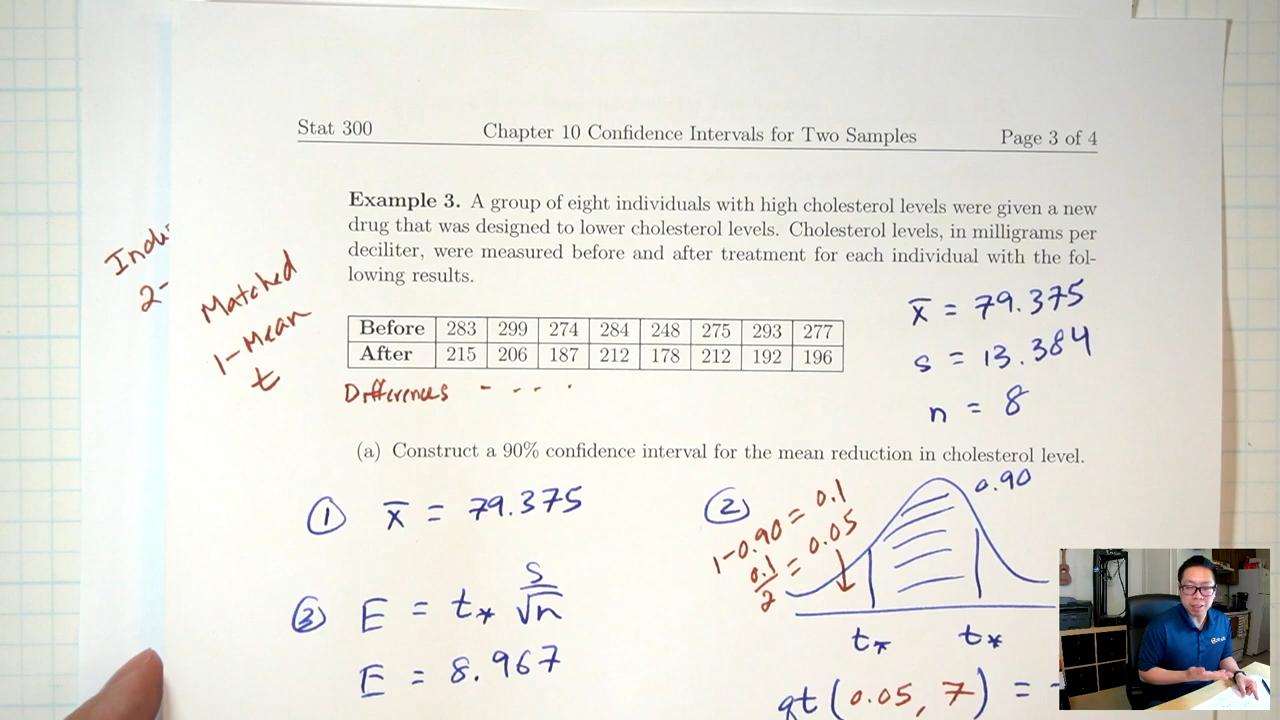 Stat 300 Chapter 10 Confidence Intervals for Two Samples Page 3 of 4
Example 3. A group of eight individuals with high cholesterol levels were given a new
drug that was designed to lower cholesterol levels. Cholesterol levels, in milligrams per
deciliter, were measured before and after treatment for each individual with the fol-
lowing results.
2-
Matched
1-Mean
t
Before 283 299 274 284 248 275 293 277
After 215 206 187 212 178 212 192 196
Differences - - - .
x̄ = 79.375
s = 13.384
n = 8
(a) Construct a 90% confidence interval for the mean reduction in cholesterol level.
① x̄ = 79.375
②
1-0.90 = 0.1
0.1/2 = 0.05
0.90
t* t*
③ E = t* s/√n
E = 8.967
qt(0.05, 7) = -